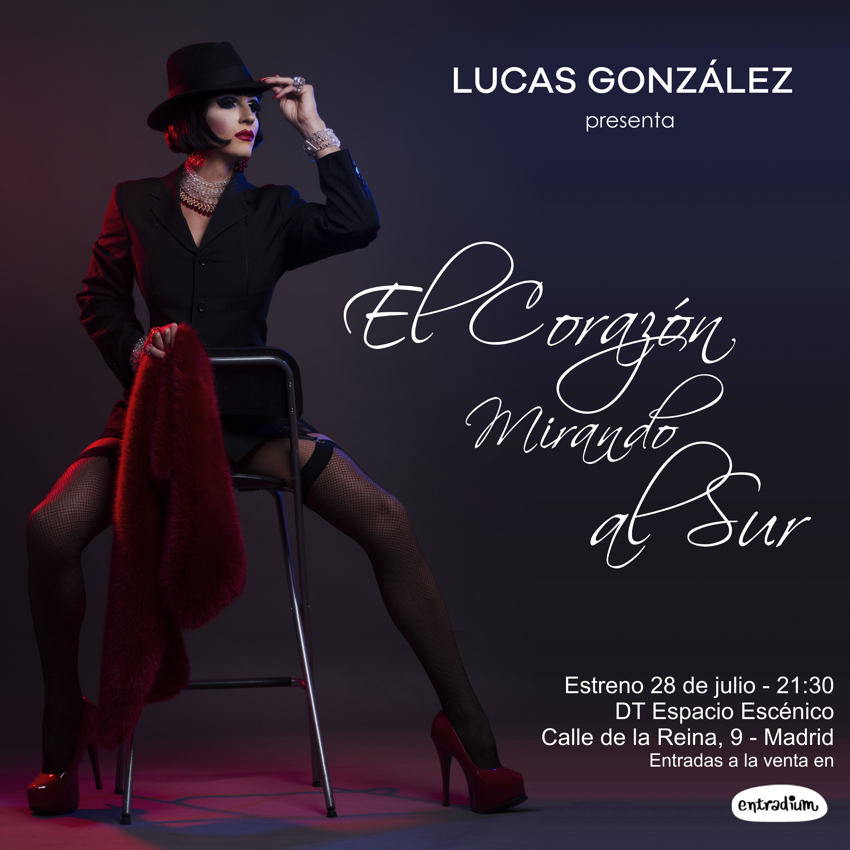 LUCAS GONZÁLEZ
presenta
El Corazón
Mirando
al Sur
Estreno 28 de julio - 21:30
DT Espacio Escénico
Calle de la Reina, 9 - Madrid
Entradas a la venta en
entradium